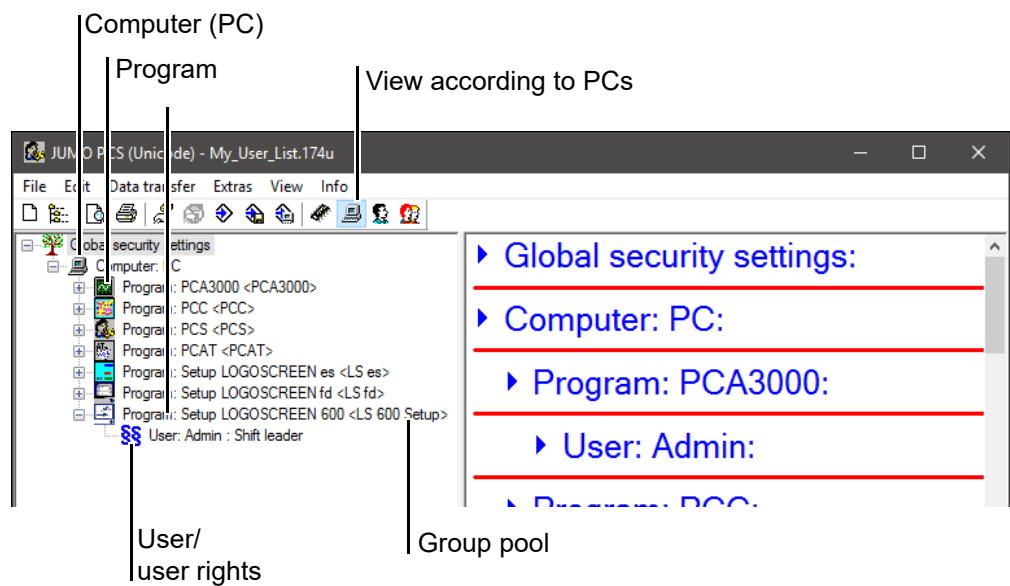 Computer (PC)
Program
View according to PCs
JUMO PCS (Unicode) - My_User_List.174u
File Edit Data transfer Extras View Info
Global security settings
Computer: PC
Program: PCA3000 <PCA3000>
Program: PCC <PCC>
Program: PCS <PCS>
Program: PCAT <PCAT>
Program: Setup LOGOSCREEN es <LS es>
Program: Setup LOGOSCREEN fd <LS fd>
Program: Setup LOGOSCREEN 600 <LS 600 Setup>
§§ User: Admin : Shift leader
Global security settings:
Computer: PC:
Program: PCA3000:
User: Admin:
Program: PCC:
User/
user rights
Group pool